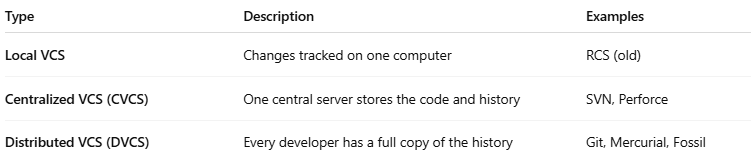 Type Description Examples
Local VCS Changes tracked on one computer RCS (old)
Centralized VCS (CVCS) One central server stores the code and history SVN, Perforce
Distributed VCS (DVCS) Every developer has a full copy of the history Git, Mercurial, Fossil